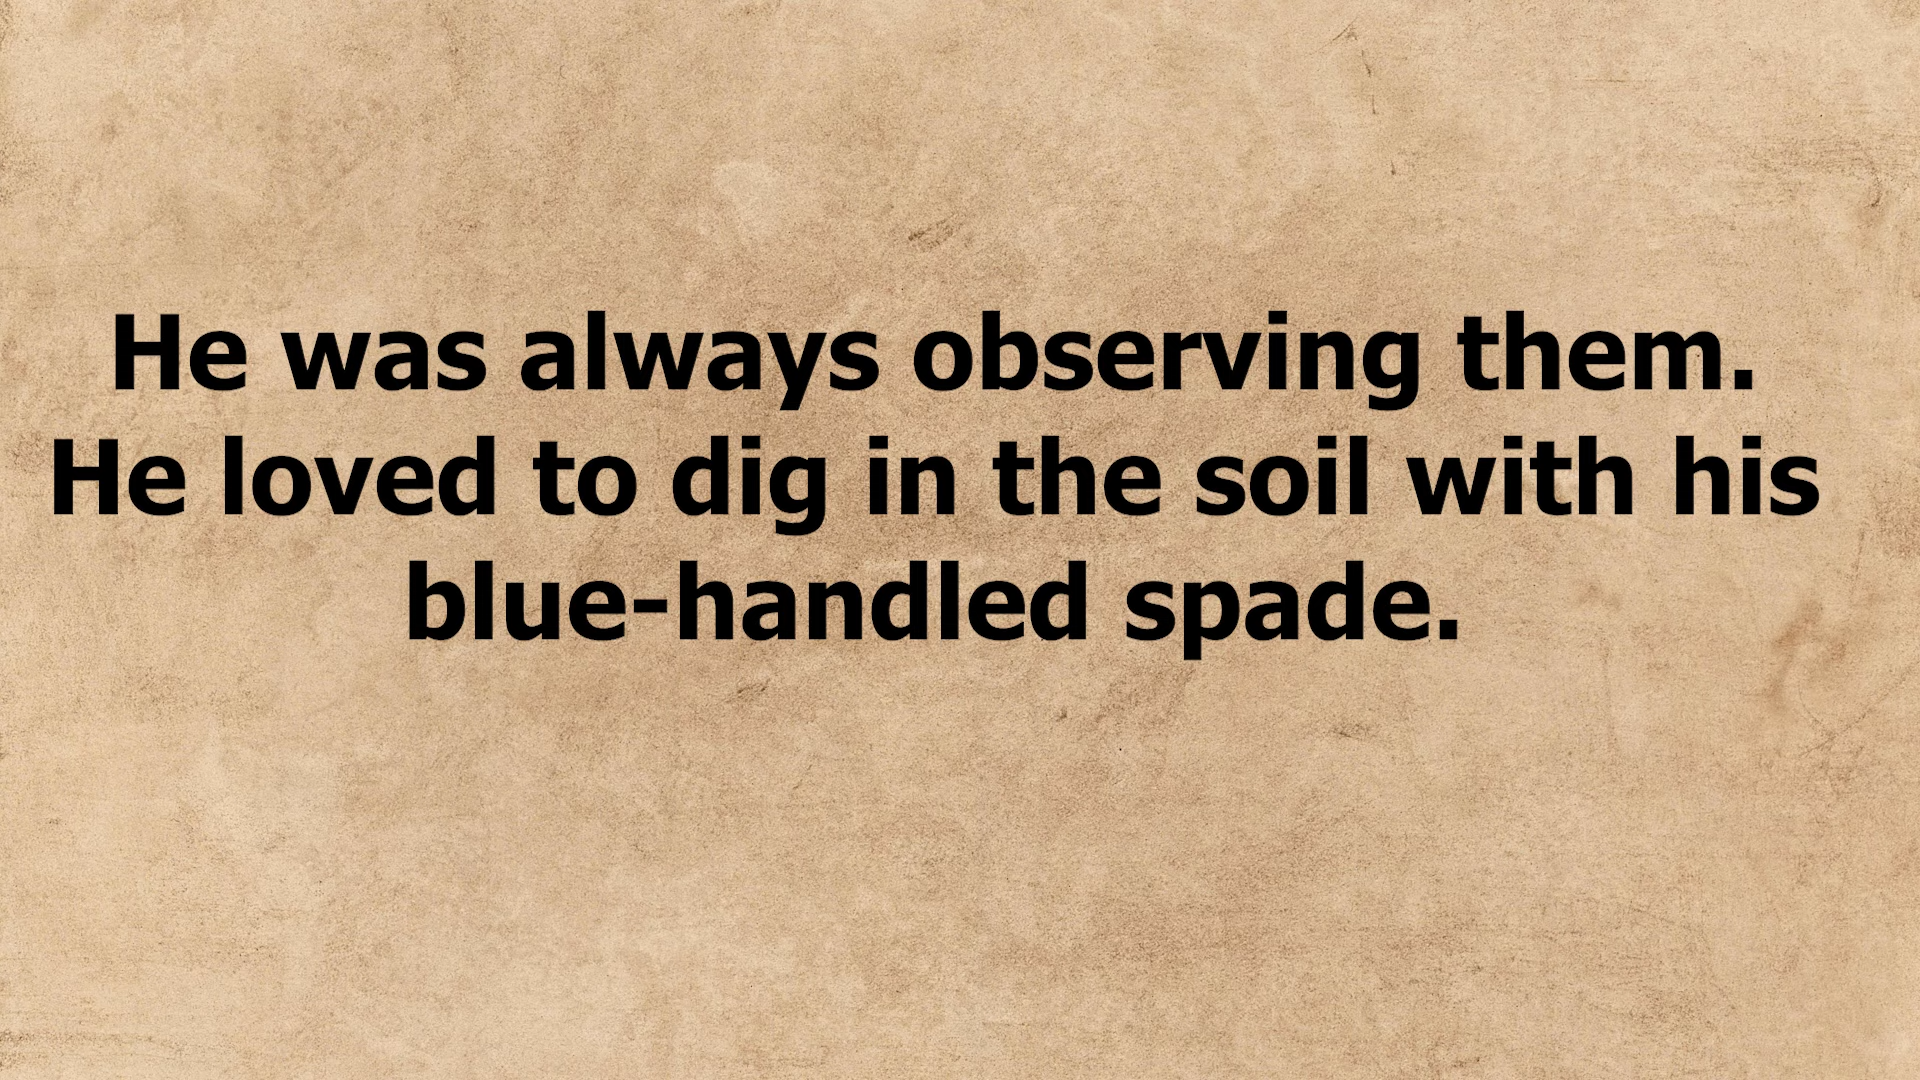 He was always observing them.
He loved to dig in the soil with his
blue-handled spade.